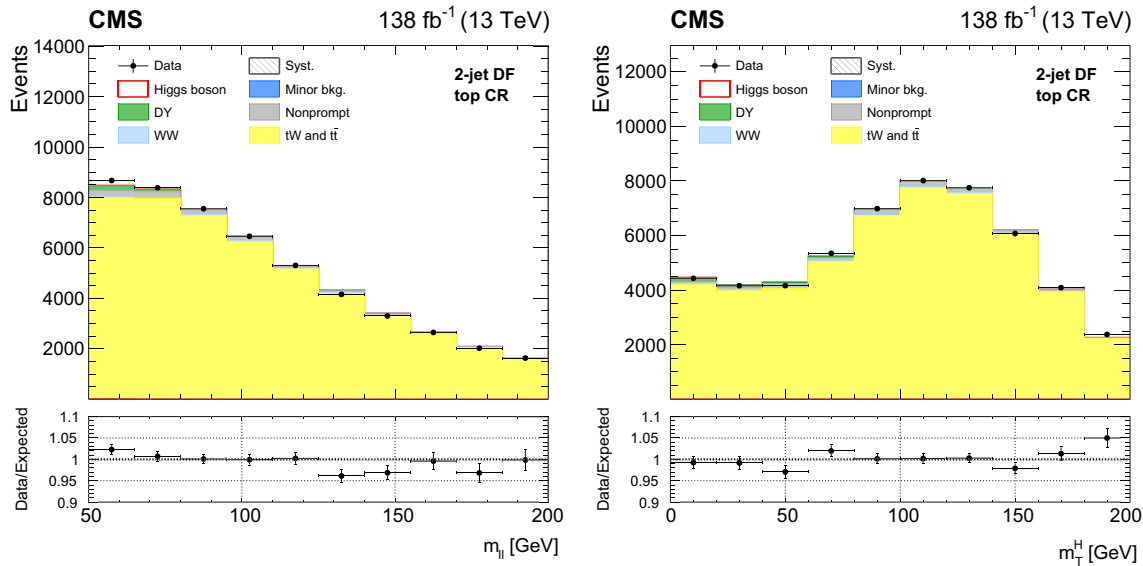 CMS 138 fb⁻¹ (13 TeV)
Events
14000
12000
10000
8000
6000
4000
2000
Data
Higgs boson
DY
WW
Syst.
Minor bkg.
Nonprompt
tW and tt̄
2-jet DF
top CR
Data/Expected
1.1
1.05
1
0.95
0.9
50 100 150 200
m_ll [GeV]
CMS 138 fb⁻¹ (13 TeV)
Events
12000
10000
8000
6000
4000
2000
Data
Higgs boson
DY
WW
Syst.
Minor bkg.
Nonprompt
tW and tt̄
2-jet DF
top CR
Data/Expected
1.1
1.05
1
0.95
0.9
0 50 100 150 200
m_T^H [GeV]